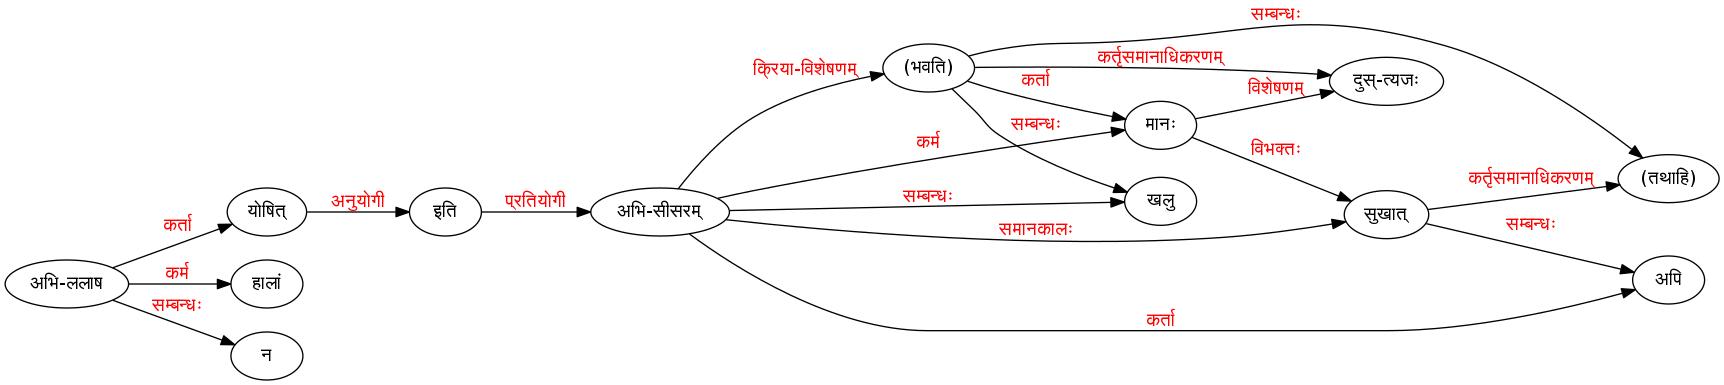 सम्बन्धः
क्रिया-विशेषणम्
(भवति)
कर्तृसमानाधिकरणम्
दुस्-त्यजः
कर्ता
विशेषणम्
सम्बन्धः
मानः
कर्म
विभक्तः
कर्तृसमानाधिकरणम्
(तथाहि)
योषित्
अनुयोगी
इति
प्रतियोगी
अभि-सीसरम्
सम्बन्धः
खलु
सुखात्
कर्ता
समानकालः
सम्बन्धः
अभि-ललाष
कर्म
हालां
अपि
सम्बन्धः
कर्ता
न